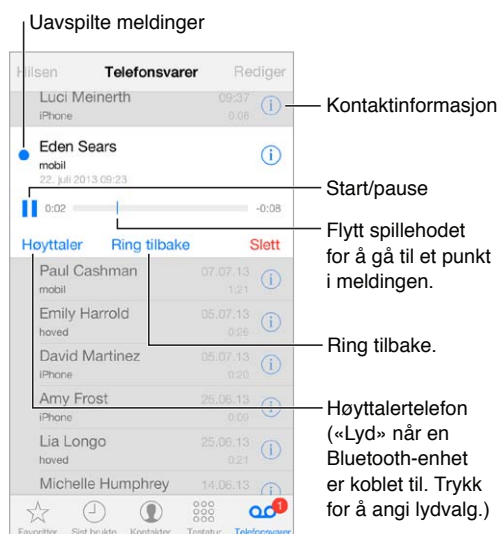 Uavspilte meldinger
Hilsen Telefonsvarer Rediger
Luci Meinerth 09:37
iPhone 0:08
Kontaktinformasjon
Eden Sears
mobil
22. juli 2013 09:23
Start/pause
0:02 -0:08
Flytt spillehodet
for å gå til et punkt
i meldingen.
Høyttaler Ring tilbake Slett
Paul Cashman 07.07.13
mobil 1:21
Emily Harrold 05.07.13
hoved 0:26
David Martinez 05.07.13
iPhone 0:20
Ring tilbake.
Amy Frost 25.06.13
iPhone 0:09
Høyttalertelefon
(«Lyd» når en
Bluetooth-enhet
er koblet til. Trykk
for å angi lydvalg.)
Lia Longo 25.06.13
hoved 0:21
Michelle Humphrey 14.06.13
1
Favoritter Sist brukte Kontakter Tastatur Telefonsvarer